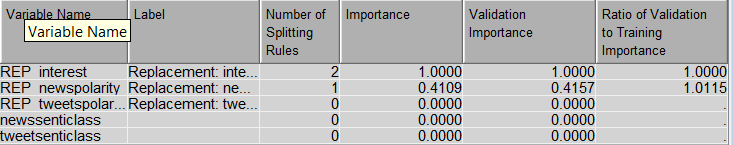 Variable Name Label Number of Splitting Rules Importance Validation Importance Ratio of Validation to Training Importance
Variable Name
REP_interest Replacement: inte... 2 1.0000 1.0000 1.0000
REP_newspolarity Replacement: ne... 1 0.4109 0.4157 1.0115
REP_tweetspolar... Replacement: twe... 0 0.0000 0.0000 .
newssenticlass 0 0.0000 0.0000 .
tweetsenticlass 0 0.0000 0.0000 .